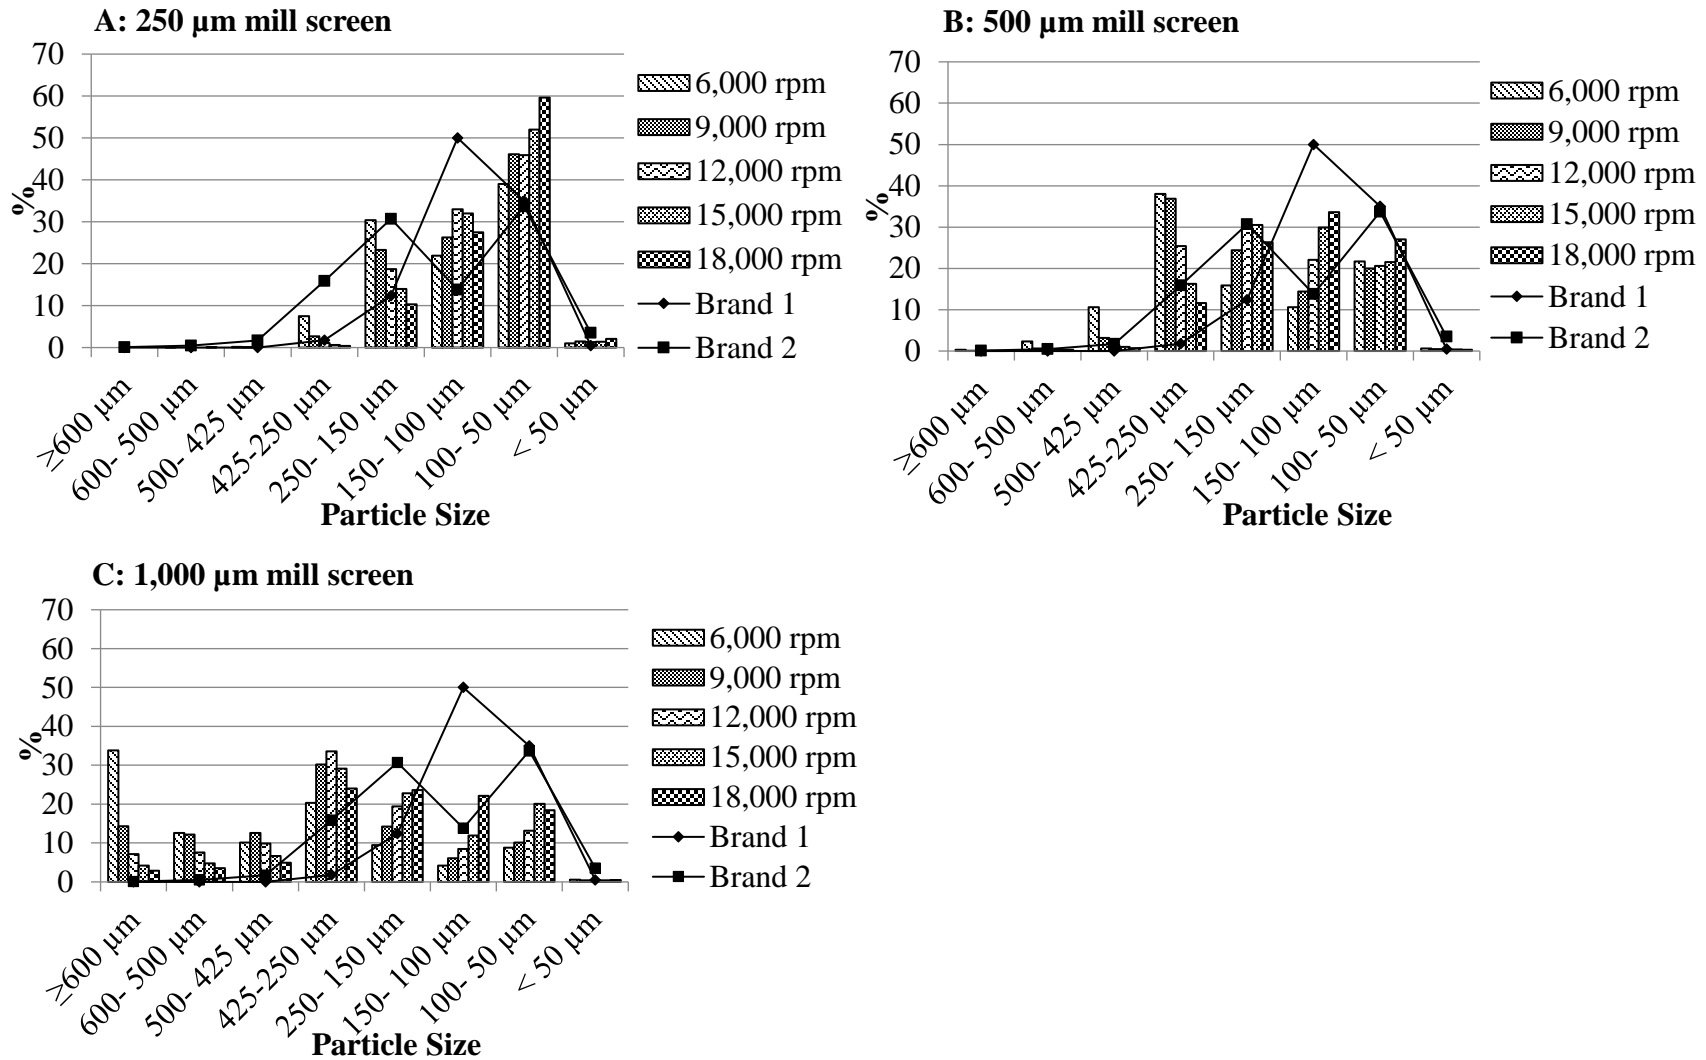 A: 250 µm mill screen
70
60
50
40
30
20
10
0
%
≥600 µm
600- 500 µm
500- 425 µm
425-250 µm
250- 150 µm
150- 100 µm
100- 50 µm
< 50 µm
Particle Size
6,000 rpm
9,000 rpm
12,000 rpm
15,000 rpm
18,000 rpm
Brand 1
Brand 2
B: 500 µm mill screen
70
60
50
40
30
20
10
0
%
≥600 µm
600- 500 µm
500- 425 µm
425-250 µm
250- 150 µm
150- 100 µm
100- 50 µm
< 50 µm
Particle Size
6,000 rpm
9,000 rpm
12,000 rpm
15,000 rpm
18,000 rpm
Brand 1
Brand 2
C: 1,000 µm mill screen
70
60
50
40
30
20
10
0
%
≥600 µm
600- 500 µm
500- 425 µm
425-250 µm
250- 150 µm
150- 100 µm
100- 50 µm
< 50 µm
Particle Size
6,000 rpm
9,000 rpm
12,000 rpm
15,000 rpm
18,000 rpm
Brand 1
Brand 2